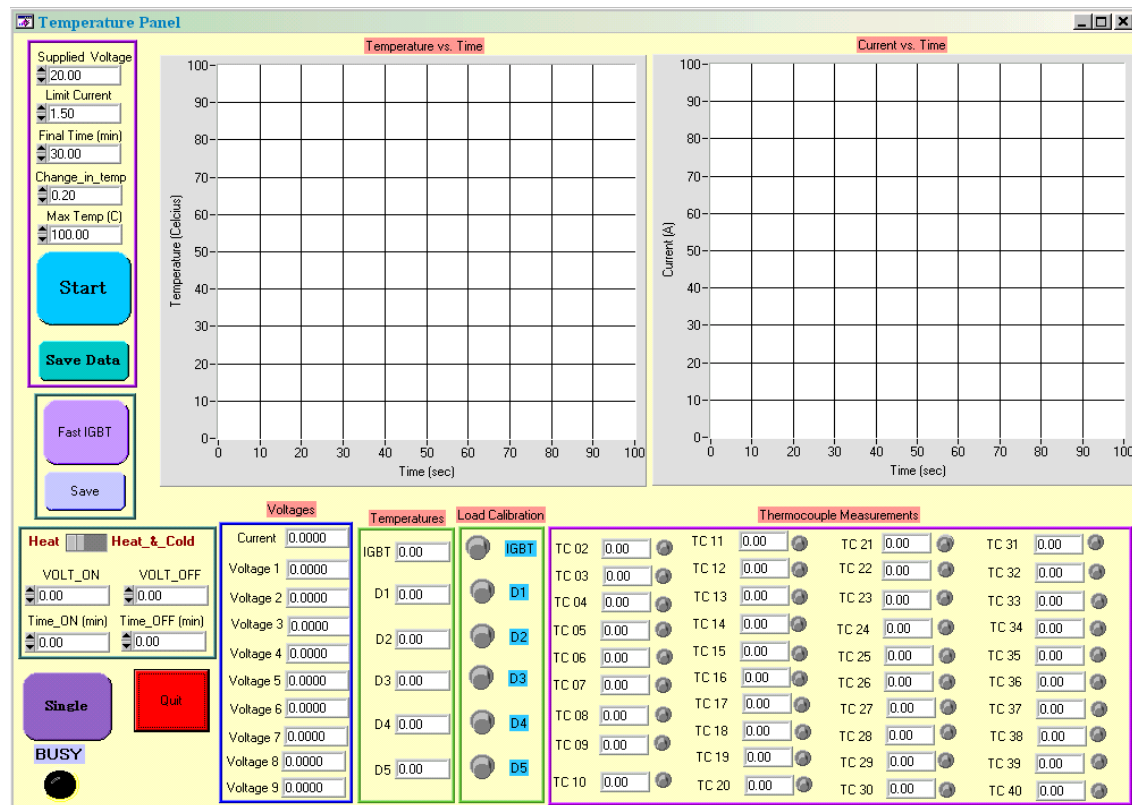 Temperature Panel
Supplied Voltage
20.00
Limit Current
1.50
Final Time (min)
30.00
Change_in_temp
0.20
Max Temp (C)
100.00
Start
Save Data
Fast IGBT
Save
Temperature vs. Time
Temperature (Celcius)
100
90
80
70
60
50
40
30
20
10
0
0 10 20 30 40 50 60 70 80 90 100
Time (sec)
Current vs. Time
Current (A)
100
90
80
70
60
50
40
30
20
10
0
0 10 20 30 40 50 60 70 80 90 100
Time (sec)
Heat Heat_&_Cold
VOLT_ON VOLT_OFF
0.00 0.00
Time_ON (min) Time_OFF (min)
0.00 0.00
Single
Quit
BUSY
Voltages
Current 0.0000
Voltage 1 0.0000
Voltage 2 0.0000
Voltage 3 0.0000
Voltage 4 0.0000
Voltage 5 0.0000
Voltage 6 0.0000
Voltage 7 0.0000
Voltage 8 0.0000
Voltage 9 0.0000
Temperatures
IGBT 0.00
D1 0.00
D2 0.00
D3 0.00
D4 0.00
D5 0.00
Load Calibration
IGBT
D1
D2
D3
D4
D5
Thermocouple Measurements
TC 02 0.00
TC 03 0.00
TC 04 0.00
TC 05 0.00
TC 06 0.00
TC 07 0.00
TC 08 0.00
TC 09 0.00
TC 10 0.00
TC 11 0.00
TC 12 0.00
TC 13 0.00
TC 14 0.00
TC 15 0.00
TC 16 0.00
TC 17 0.00
TC 18 0.00
TC 19 0.00
TC 20 0.00
TC 21 0.00
TC 22 0.00
TC 23 0.00
TC 24 0.00
TC 25 0.00
TC 26 0.00
TC 27 0.00
TC 28 0.00
TC 29 0.00
TC 30 0.00
TC 31 0.00
TC 32 0.00
TC 33 0.00
TC 34 0.00
TC 35 0.00
TC 36 0.00
TC 37 0.00
TC 38 0.00
TC 39 0.00
TC 40 0.00